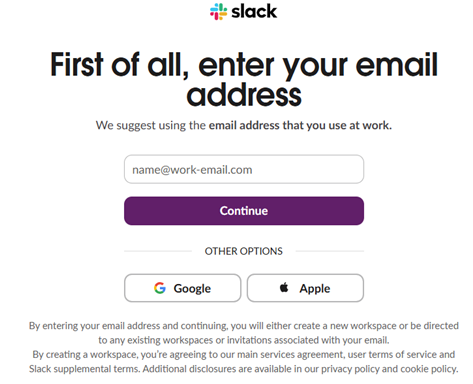 slack
First of all, enter your email
address
We suggest using the email address that you use at work.
name@work-email.com
Continue
OTHER OPTIONS
Google
Apple
By entering your email address and continuing, you will either create a new workspace or be directed
to any existing workspaces or invitations associated with your email.
By creating a workspace, you’re agreeing to our main services agreement, user terms of service and
Slack supplemental terms. Additional disclosures are available in our privacy policy and cookie policy.